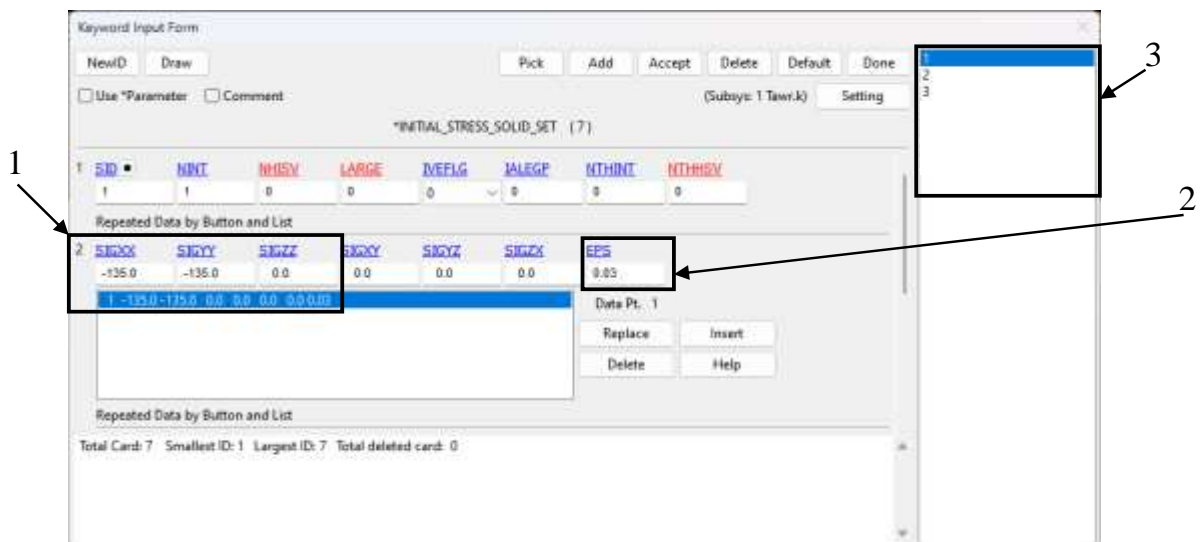 Keyword Input Form
NewID Draw Pick Add Accept Delete Default Done
Use *Parameter Comment (Subsys: 1 Tawr.k) Setting
*INITIAL_STRESS_SOLID_SET (7)
1 SID NINT NHISV LARGE IVEFLG IALEGP NTHINT NTHHSV
1 1 0 0 0 0 0 0
Repeated Data by Button and List
2 SIGXX SIGYY SIGZZ SIGXY SIGYZ SIGZX EPS
-135.0 -135.0 0.0 0.0 0.0 0.0 0.03
1 -135.0 -135.0 0.0 0.0 0.0 0.0 0.03
Data Pt. 1
Replace Insert
Delete Help
Repeated Data by Button and List
Total Card: 7 Smallest ID: 1 Largest ID: 7 Total deleted card: 0
1
2
3
1
2
3